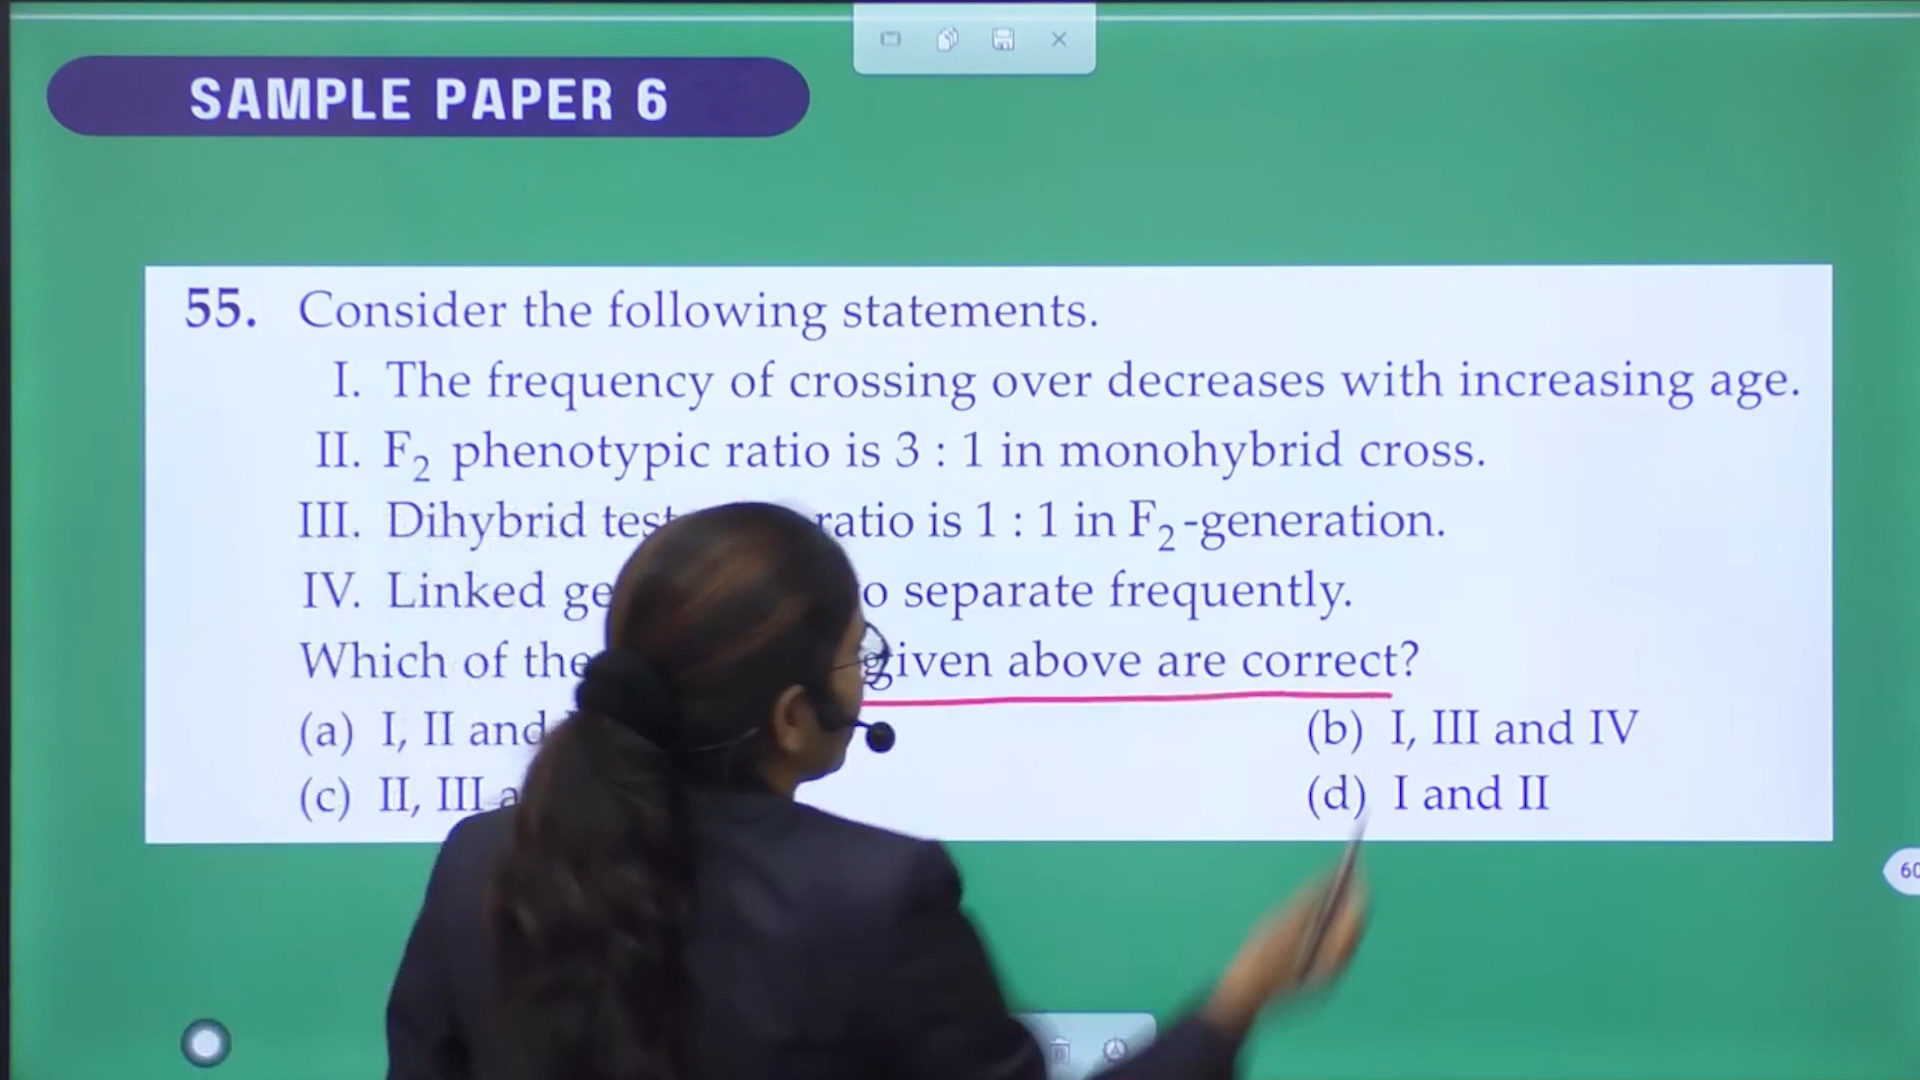 SAMPLE PAPER 6
55. Consider the following statements.
I. The frequency of crossing over decreases with increasing age.
II. F₂ phenotypic ratio is 3 : 1 in monohybrid cross.
III. Dihybrid ratio is 1 : 1 in F₂-generation.
IV. Linked separate frequently.
Which of the given above are correct?
(a) I, II and
(b) I, III and IV
(c) II, III
(d) I and II
60